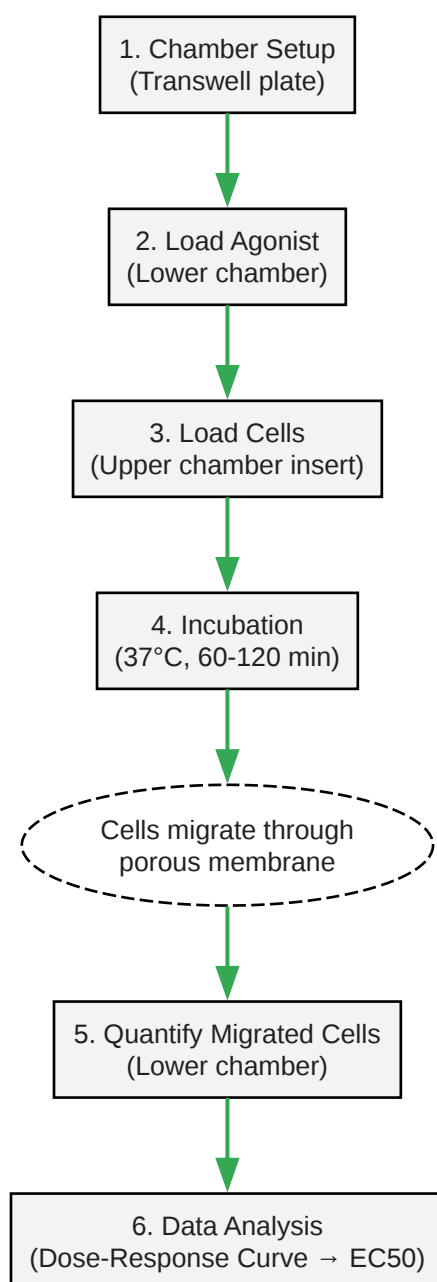 1. Chamber Setup
(Transwell plate)
2. Load Agonist
(Lower chamber)
3. Load Cells
(Upper chamber insert)
4. Incubation
(37°C, 60-120 min)
Cells migrate through
porous membrane
5. Quantify Migrated Cells
(Lower chamber)
6. Data Analysis
(Dose-Response Curve → EC50)